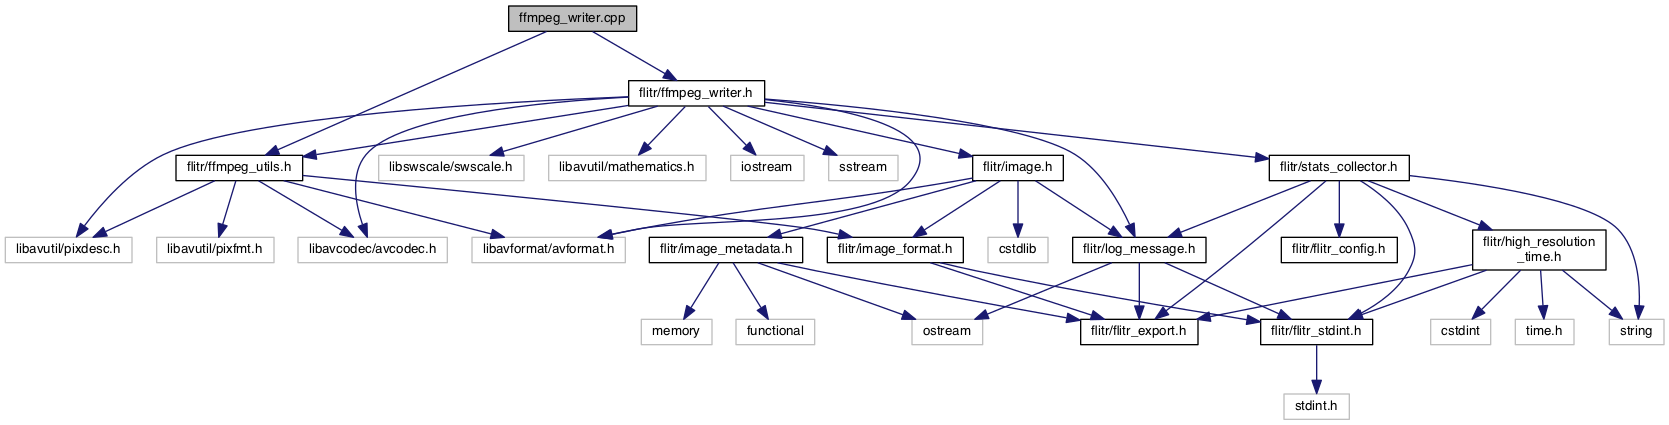 ffmpeg_writer.cpp
flitr/ffmpeg_writer.h
flitr/ffmpeg_utils.h
libswscale/swscale.h
libavutil/mathematics.h
iostream
sstream
flitr/image.h
flitr/stats_collector.h
libavutil/pixdesc.h
libavutil/pixfmt.h
libavcodec/avcodec.h
libavformat/avformat.h
flitr/image_metadata.h
flitr/image_format.h
cstdlib
flitr/log_message.h
flitr/flitr_config.h
flitr/high_resolution
_time.h
memory
functional
ostream
flitr/flitr_export.h
flitr/flitr_stdint.h
cstdint
time.h
string
stdint.h